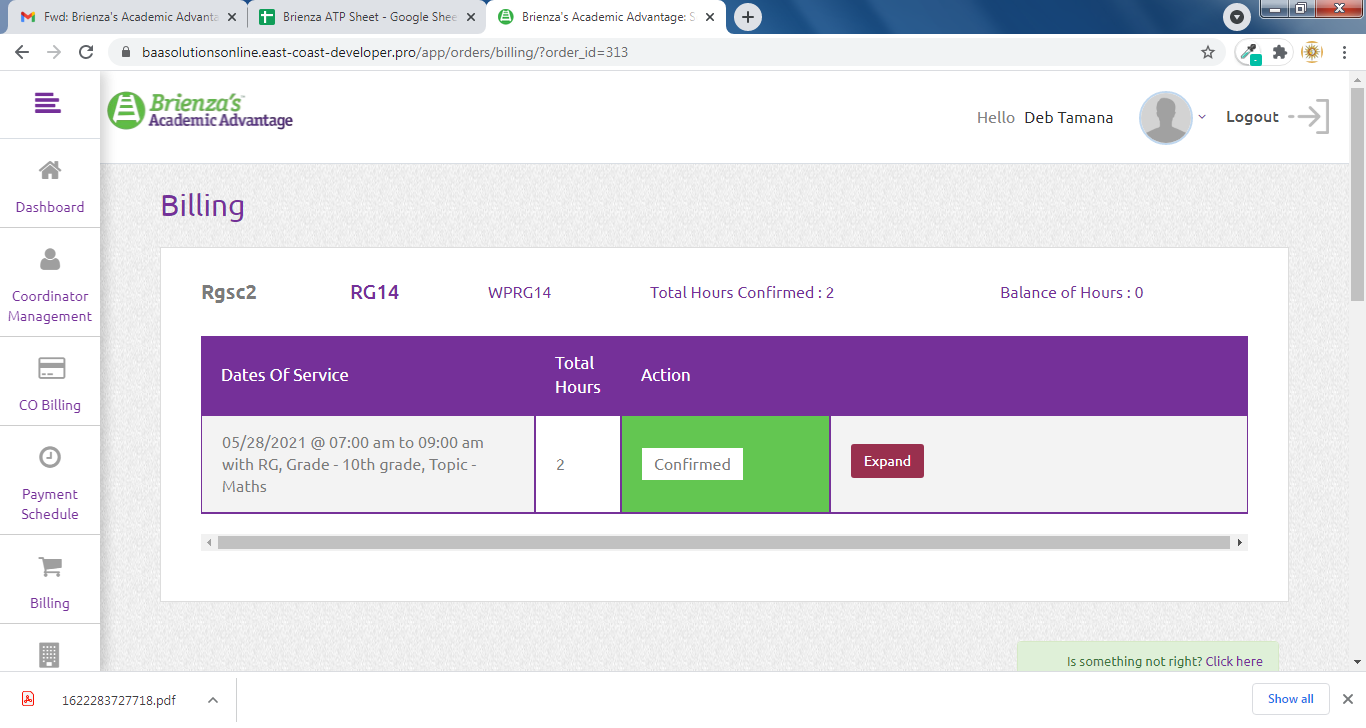 Fwd: Brienza's Academic Advanta
Brienza ATP Sheet - Google Shee
Brienza's Academic Advantage: S
baasolutionsonline.east-coast-developer.pro/app/orders/billing/?order_id=313
Brienza's
Academic Advantage
Hello Deb Tamana
Logout
Dashboard
Coordinator
Management
CO Billing
Payment
Schedule
Billing
Billing
Rgsc2 RG14 WPRG14 Total Hours Confirmed : 2 Balance of Hours : 0
Dates Of Service
Total
Hours
Action
05/28/2021 @ 07:00 am to 09:00 am
with RG, Grade - 10th grade, Topic -
Maths
2
Confirmed
Expand
Is something not right? Click here
1622283727718.pdf
Show all